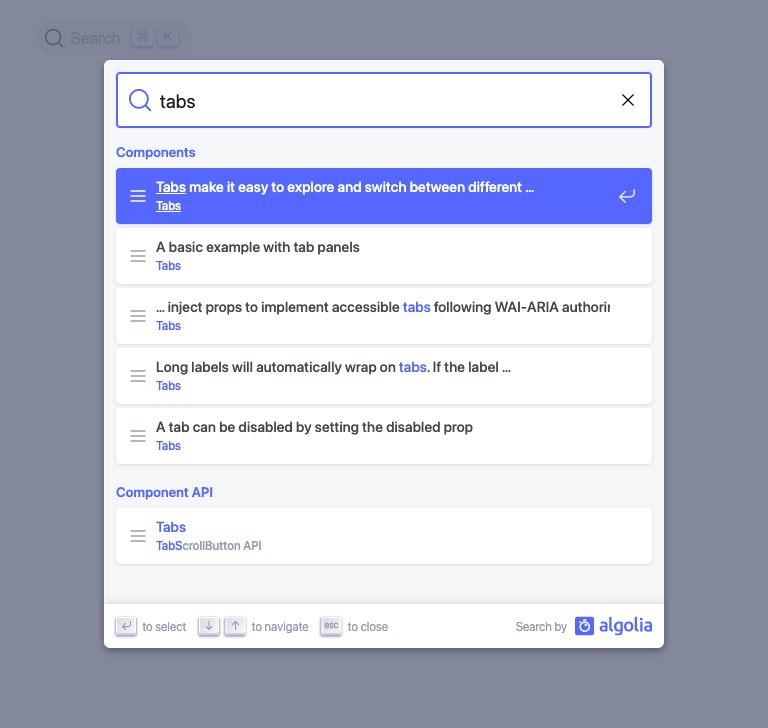 Search ⌘ K
tabs
Components
Tabs make it easy to explore and switch between different ...
Tabs
A basic example with tab panels
Tabs
... inject props to implement accessible tabs following WAI-ARIA authorin
Tabs
Long labels will automatically wrap on tabs. If the label ...
Tabs
A tab can be disabled by setting the disabled prop
Tabs
Component API
Tabs
TabScrollButton API
to select to navigate esc to close Search by algolia